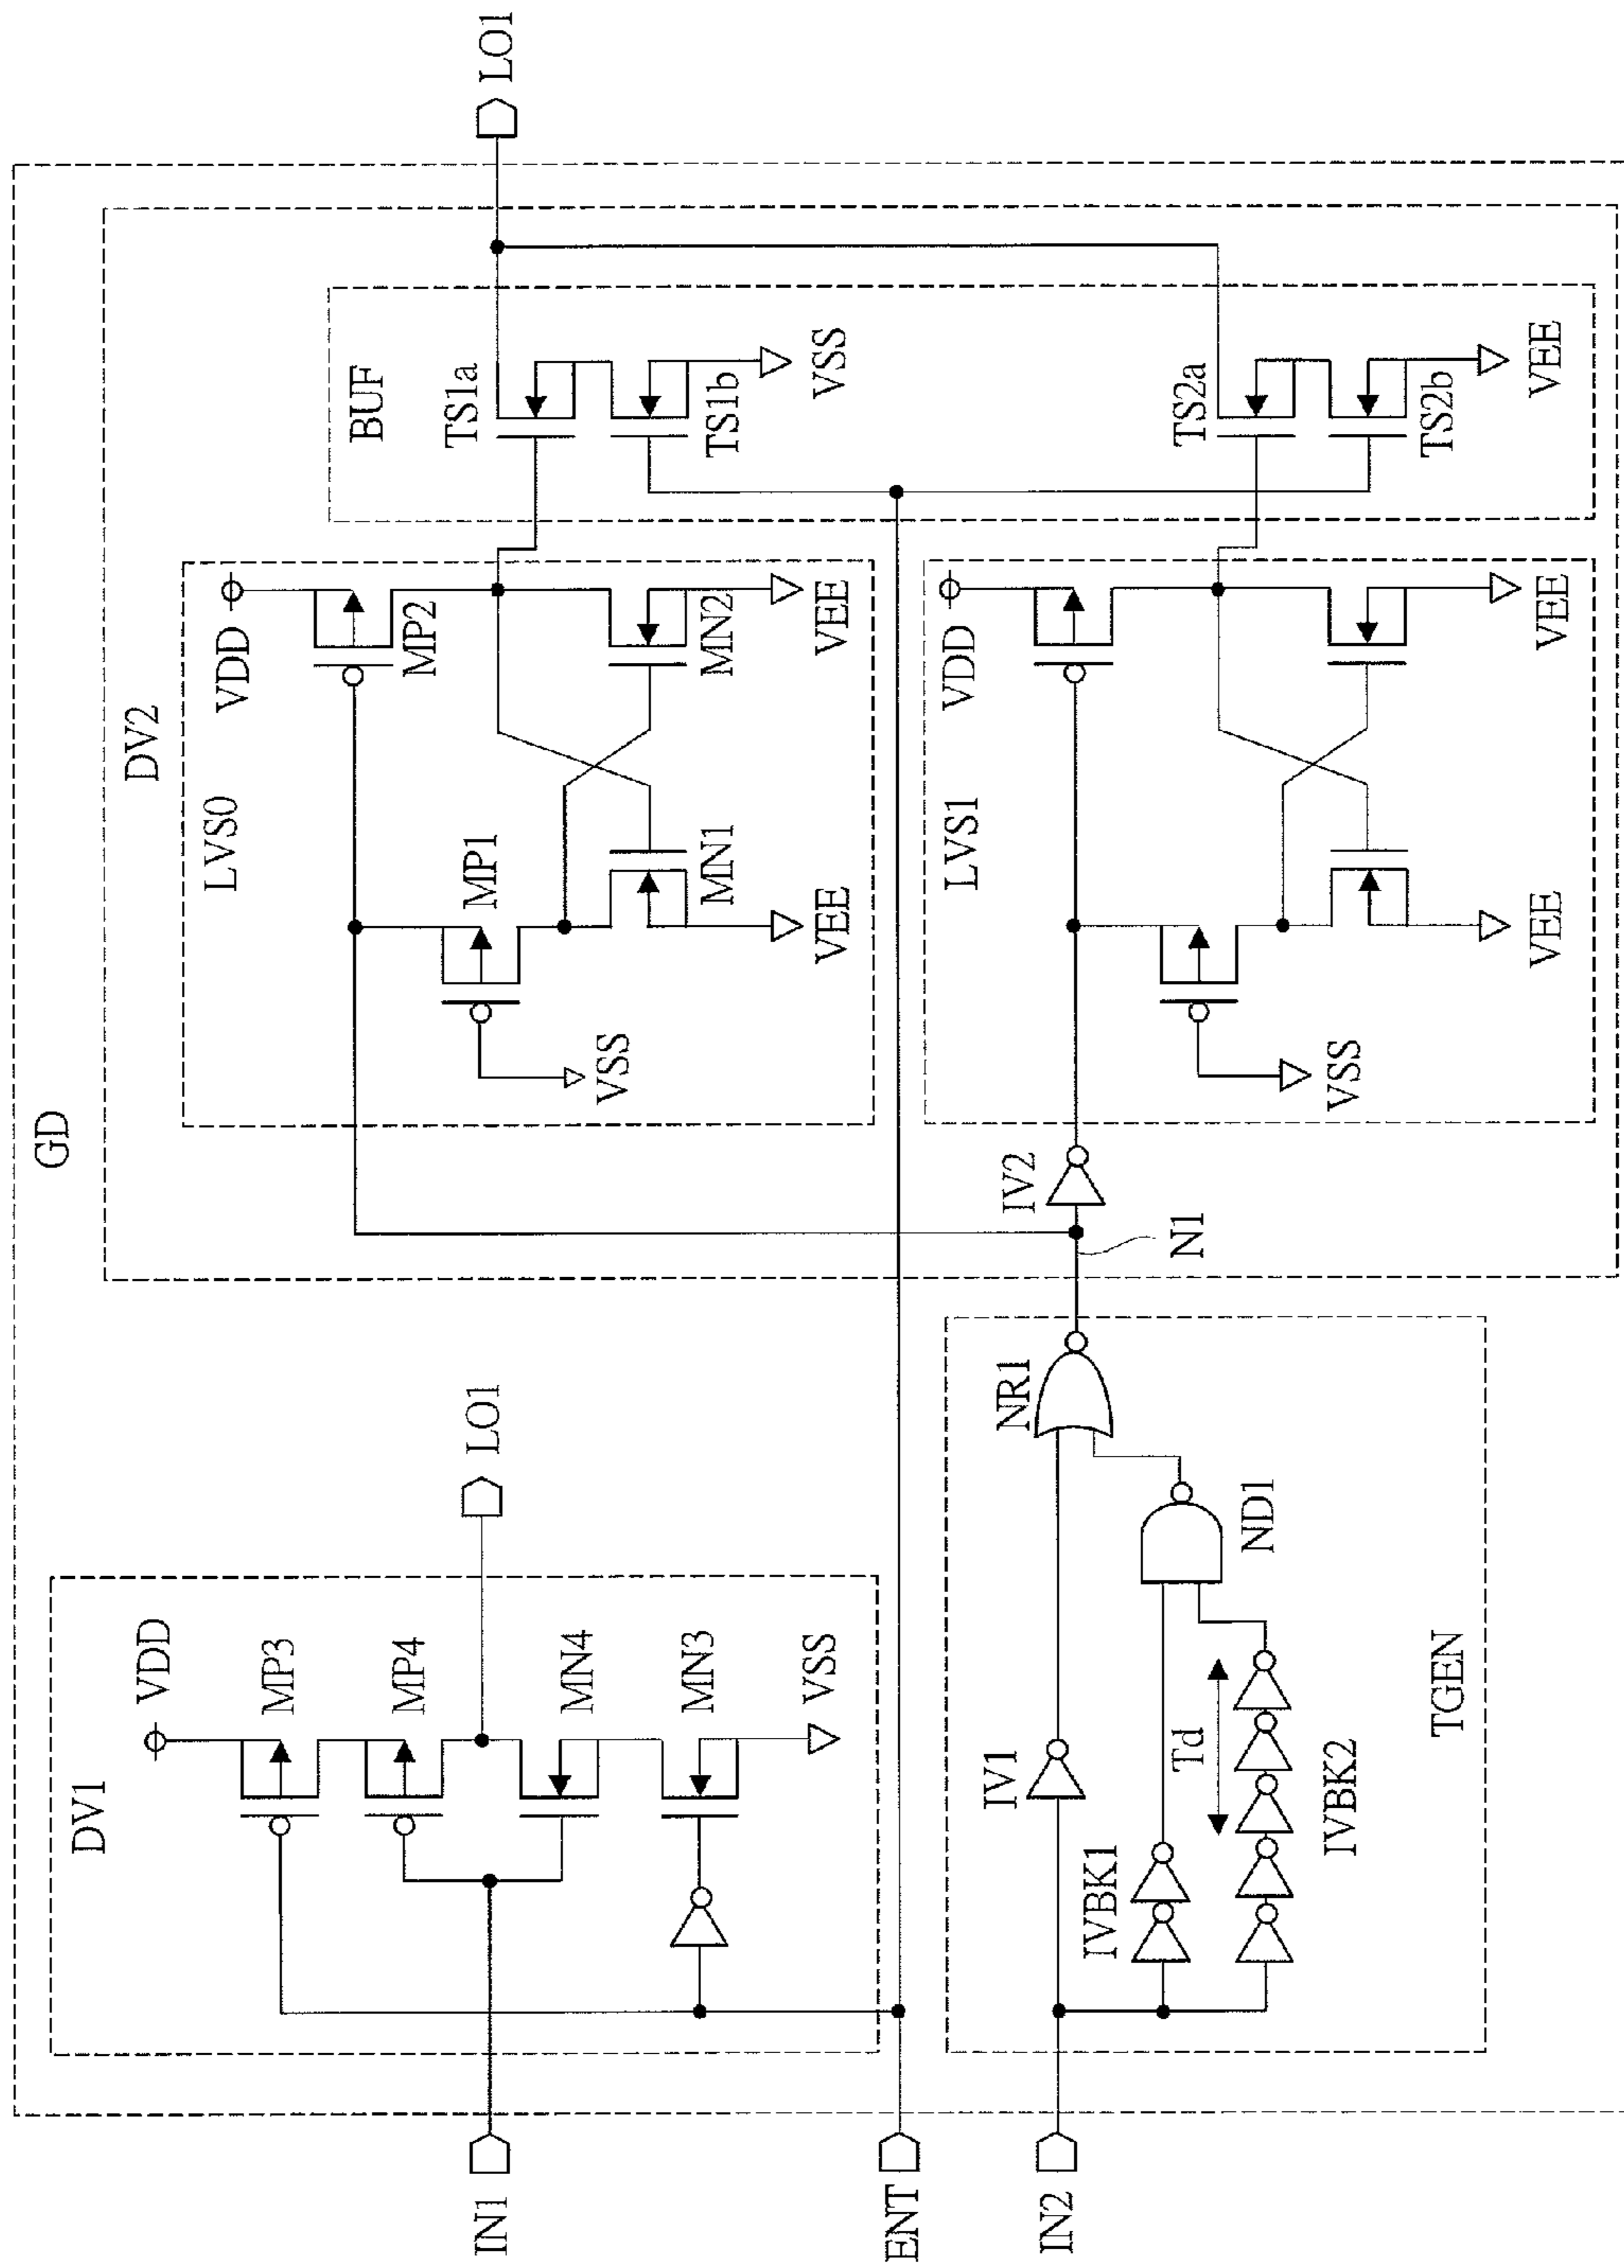 GD
DV1
VDD
MP3
MP4
MN4
MN3
VSS
LO1
IN1
ENT
IN2
DV2
LVS0
VDD
MP2
MP1
MN1
MN2
VSS
VEE
VEE
BUF
TS1a
TS1b
VSS
LO1
TS2a
TS2b
VEE
LVS1
VDD
VSS
VEE
VEE
IV2
N1
NR1
IV1
IVBK1
ND1
Td
IVBK2
TGEN